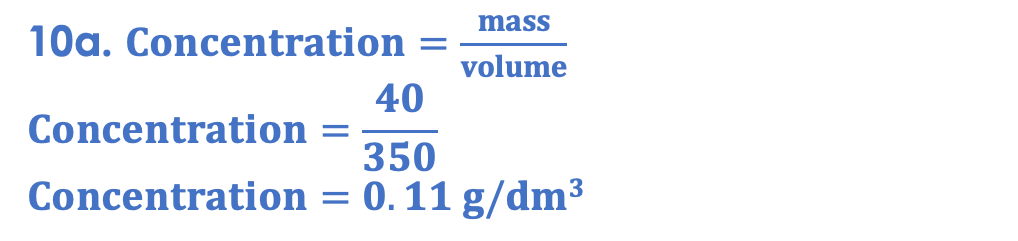 10a. Concentration = mass/volume
Concentration = 40/350
Concentration = 0.11 g/dm³